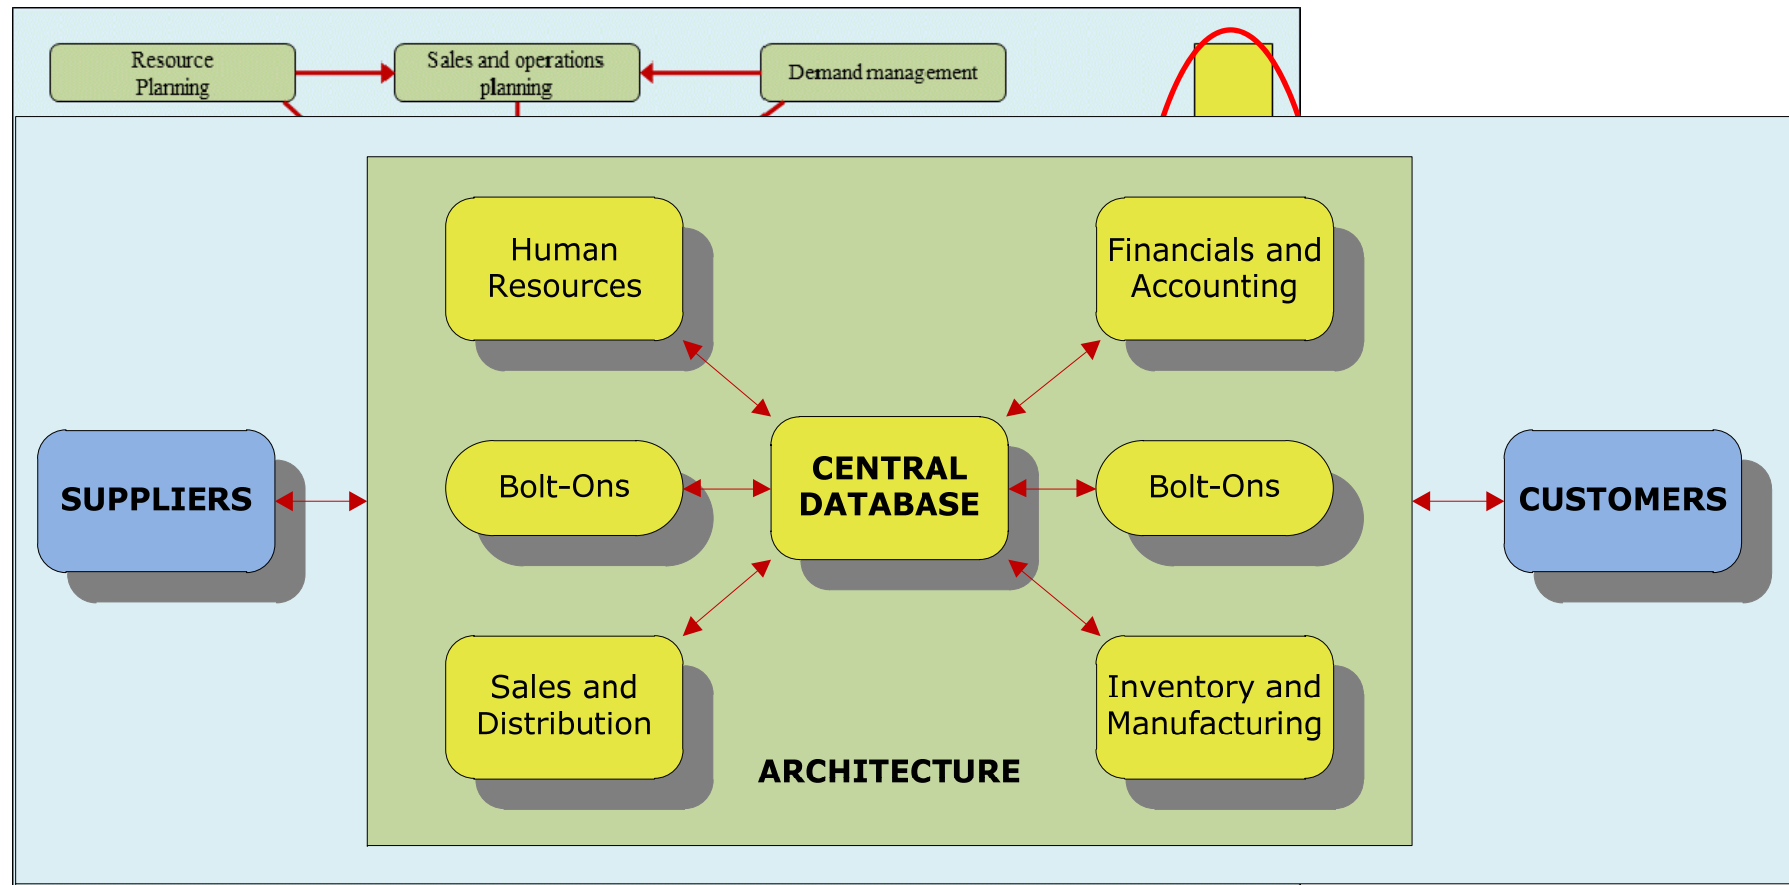 Resource
Planning
Sales and operations
planning
Demand management
Human
Resources
Financials and
Accounting
SUPPLIERS
Bolt-Ons
CENTRAL
DATABASE
Bolt-Ons
CUSTOMERS
Sales and
Distribution
Inventory and
Manufacturing
ARCHITECTURE